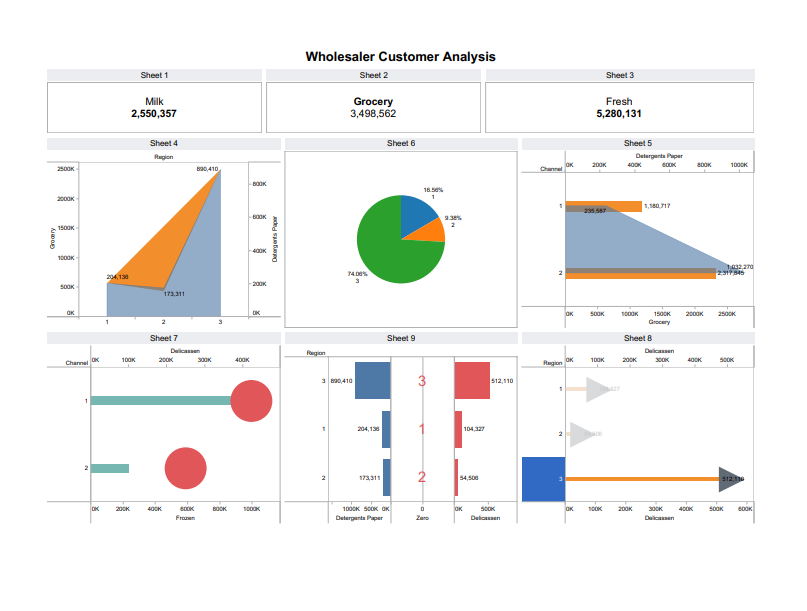 Wholesaler Customer Analysis
Sheet 1
Sheet 2
Sheet 3
Milk
2,550,357
Grocery
3,498,562
Fresh
5,280,131
Sheet 4
Region
2500K
2000K
1500K
1000K
500K
0K
Grocery
890,410
204,136
173,311
800K
600K
400K
200K
0K
Detergents Paper
1 2 3
Sheet 6
16.56%
1
9.38%
2
74.06%
3
Sheet 5
Detergents Paper
Channel 0K 200K 400K 600K 800K 1000K
1
1,180,717
235,587
2
1,032,270
2,317,845
0K 500K 1000K 1500K 2000K 2500K
Grocery
Sheet 7
Delicassen
Channel 0K 100K 200K 300K 400K
1
2
0K 200K 400K 600K 800K 1000K
Frozen
Sheet 9
Region
3 890,410 3 512,110
1 204,136 1 104,327
2 173,311 2 54,506
1000K 500K 0K 0 0K 500K
Detergents Paper Zero Delicassen
Sheet 8
Delicassen
Region 0K 100K 200K 300K 400K 500K
1
2
3
512,110
0K 100K 200K 300K 400K 500K 600K
Delicassen